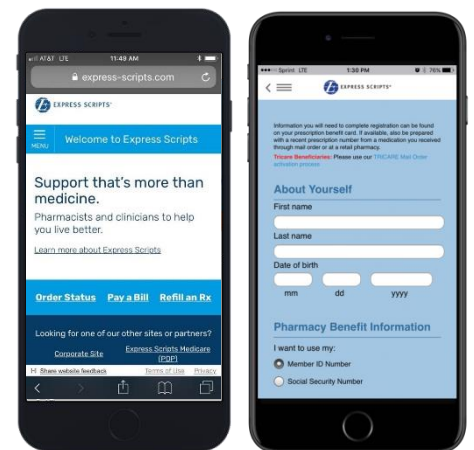 AT&T LTE 11:49 AM
express-scripts.com
EXPRESS SCRIPTS®
MENU
Welcome to Express Scripts
Support that's more than
medicine.
Pharmacists and clinicians to help
you live better.
Learn more about Express Scripts
Order Status Pay a Bill Refill an Rx
Looking for one of our other sites or partners?
Corporate Site Express Scripts Medicare
(PDP)
Share website feedback Terms of Use Privacy
Sprint LTE 1:30 PM 76%
EXPRESS SCRIPTS®
Information you will need to complete registration can be found
on your prescription benefit card. If available, also be prepared
with a recent prescription number from a medication you received
through mail order or at a retail pharmacy.
Tricare Beneficiaries: Please use our TRICARE Mail Order
activation process
About Yourself
First name
Last name
Date of birth
mm dd yyyy
Pharmacy Benefit Information
I want to use my:
Member ID Number
Social Security Number